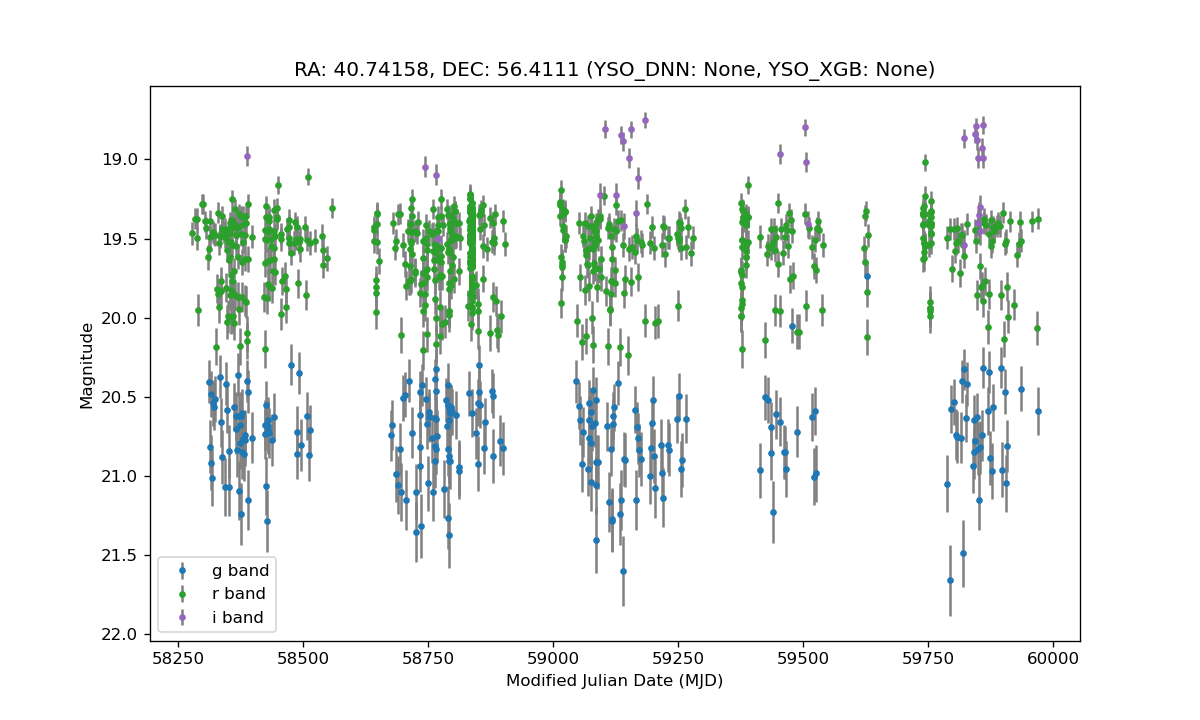 RA: 40.74158, DEC: 56.4111 (YSO_DNN: None, YSO_XGB: None)
Magnitude
19.0
19.5
20.0
20.5
21.0
21.5
22.0
g band
r band
i band
58250 58500 58750 59000 59250 59500 59750 60000
Modified Julian Date (MJD)